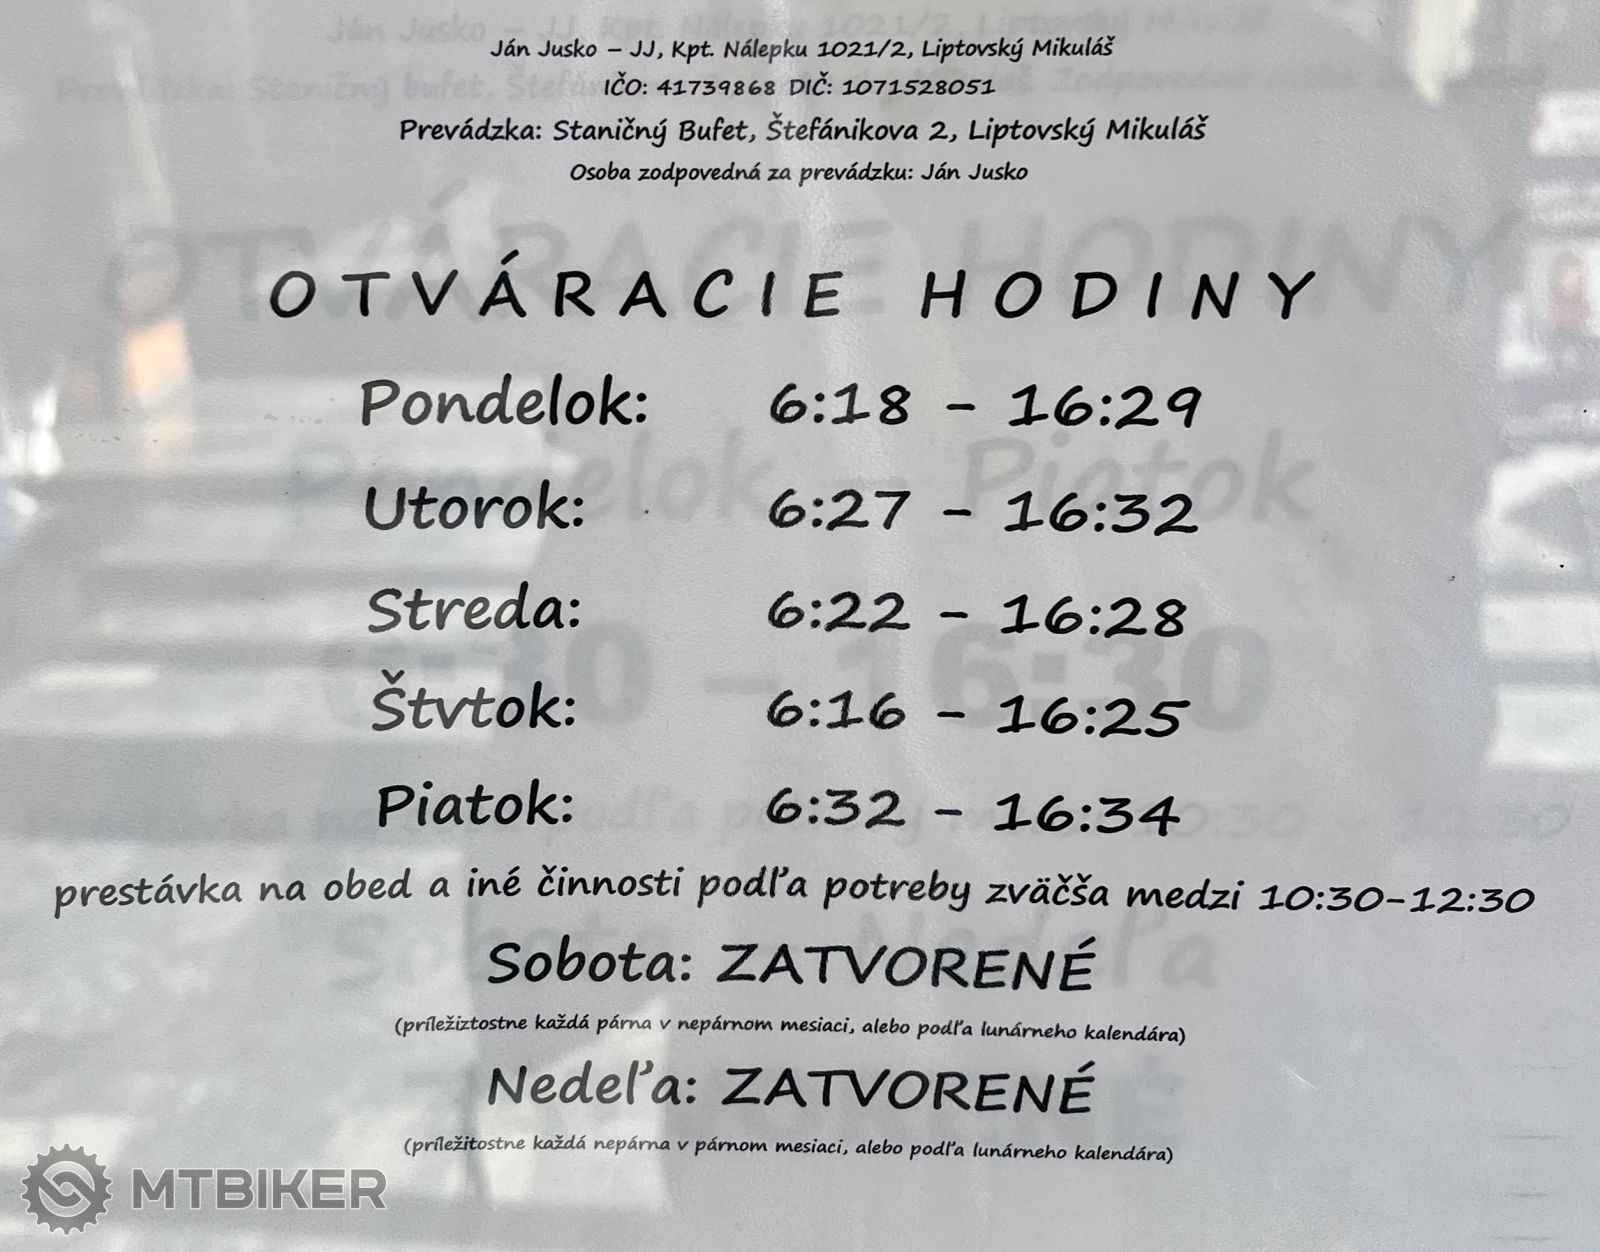 Ján Jusko – JJ, Kpt. Nálepku 1021/2, Liptovský Mikuláš
IČO: 41739868 DIČ: 1071528051
Prevádzka: Staničný Bufet, Štefánikova 2, Liptovský Mikuláš
Osoba zodpovedná za prevádzku: Ján Jusko
OTVÁRACIE HODINY
Pondelok: 6:18 – 16:29
Utorok: 6:27 – 16:32
Streda: 6:22 – 16:28
Štvtok: 6:16 – 16:25
Piatok: 6:32 – 16:34
prestávka na obed a iné činnosti podľa potreby zväčša medzi 10:30-12:30
Sobota: ZATVORENÉ
(príležiztostne každá párna v nepárnom mesiaci, alebo podľa lunárneho kalendára)
Nedeľa: ZATVORENÉ
(príležitostne každá nepárna v párnom mesiaci, alebo podľa lunárneho kalendára)
MTBIKER